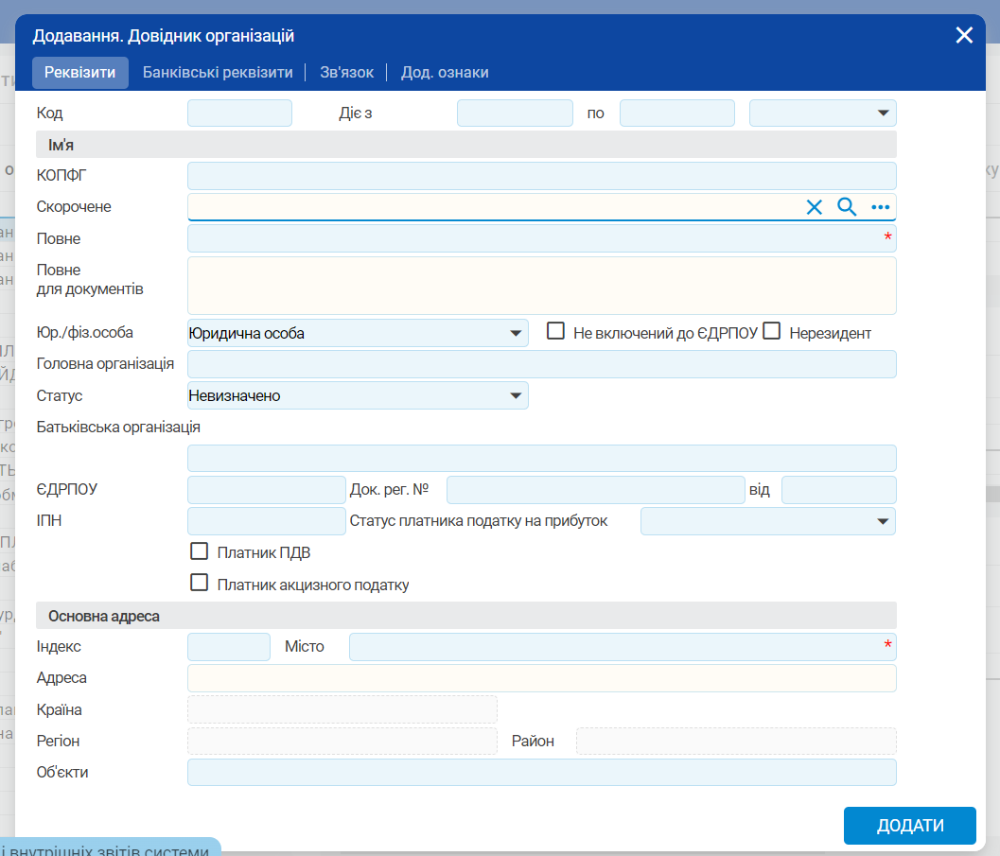 Додавання. Довідник організацій
Реквізити Банківські реквізити Зв'язок Дод. ознаки
Код Діє з по
Ім'я
КОПФГ
Скорочене
Повне *
Повне
для документів
Юр./фіз.особа Юридична особа Не включений до ЄДРПОУ Нерезидент
Головна організація
Статус Невизначено
Батьківська організація
ЄДРПОУ Док. рег. № від
ІПН Статус платника податку на прибуток
Платник ПДВ
Платник акцизного податку
Основна адреса
Індекс Місто *
Адреса
Країна
Регіон Район
Об'єкти
ДОДАТИ
і внутрішніх звітів системи